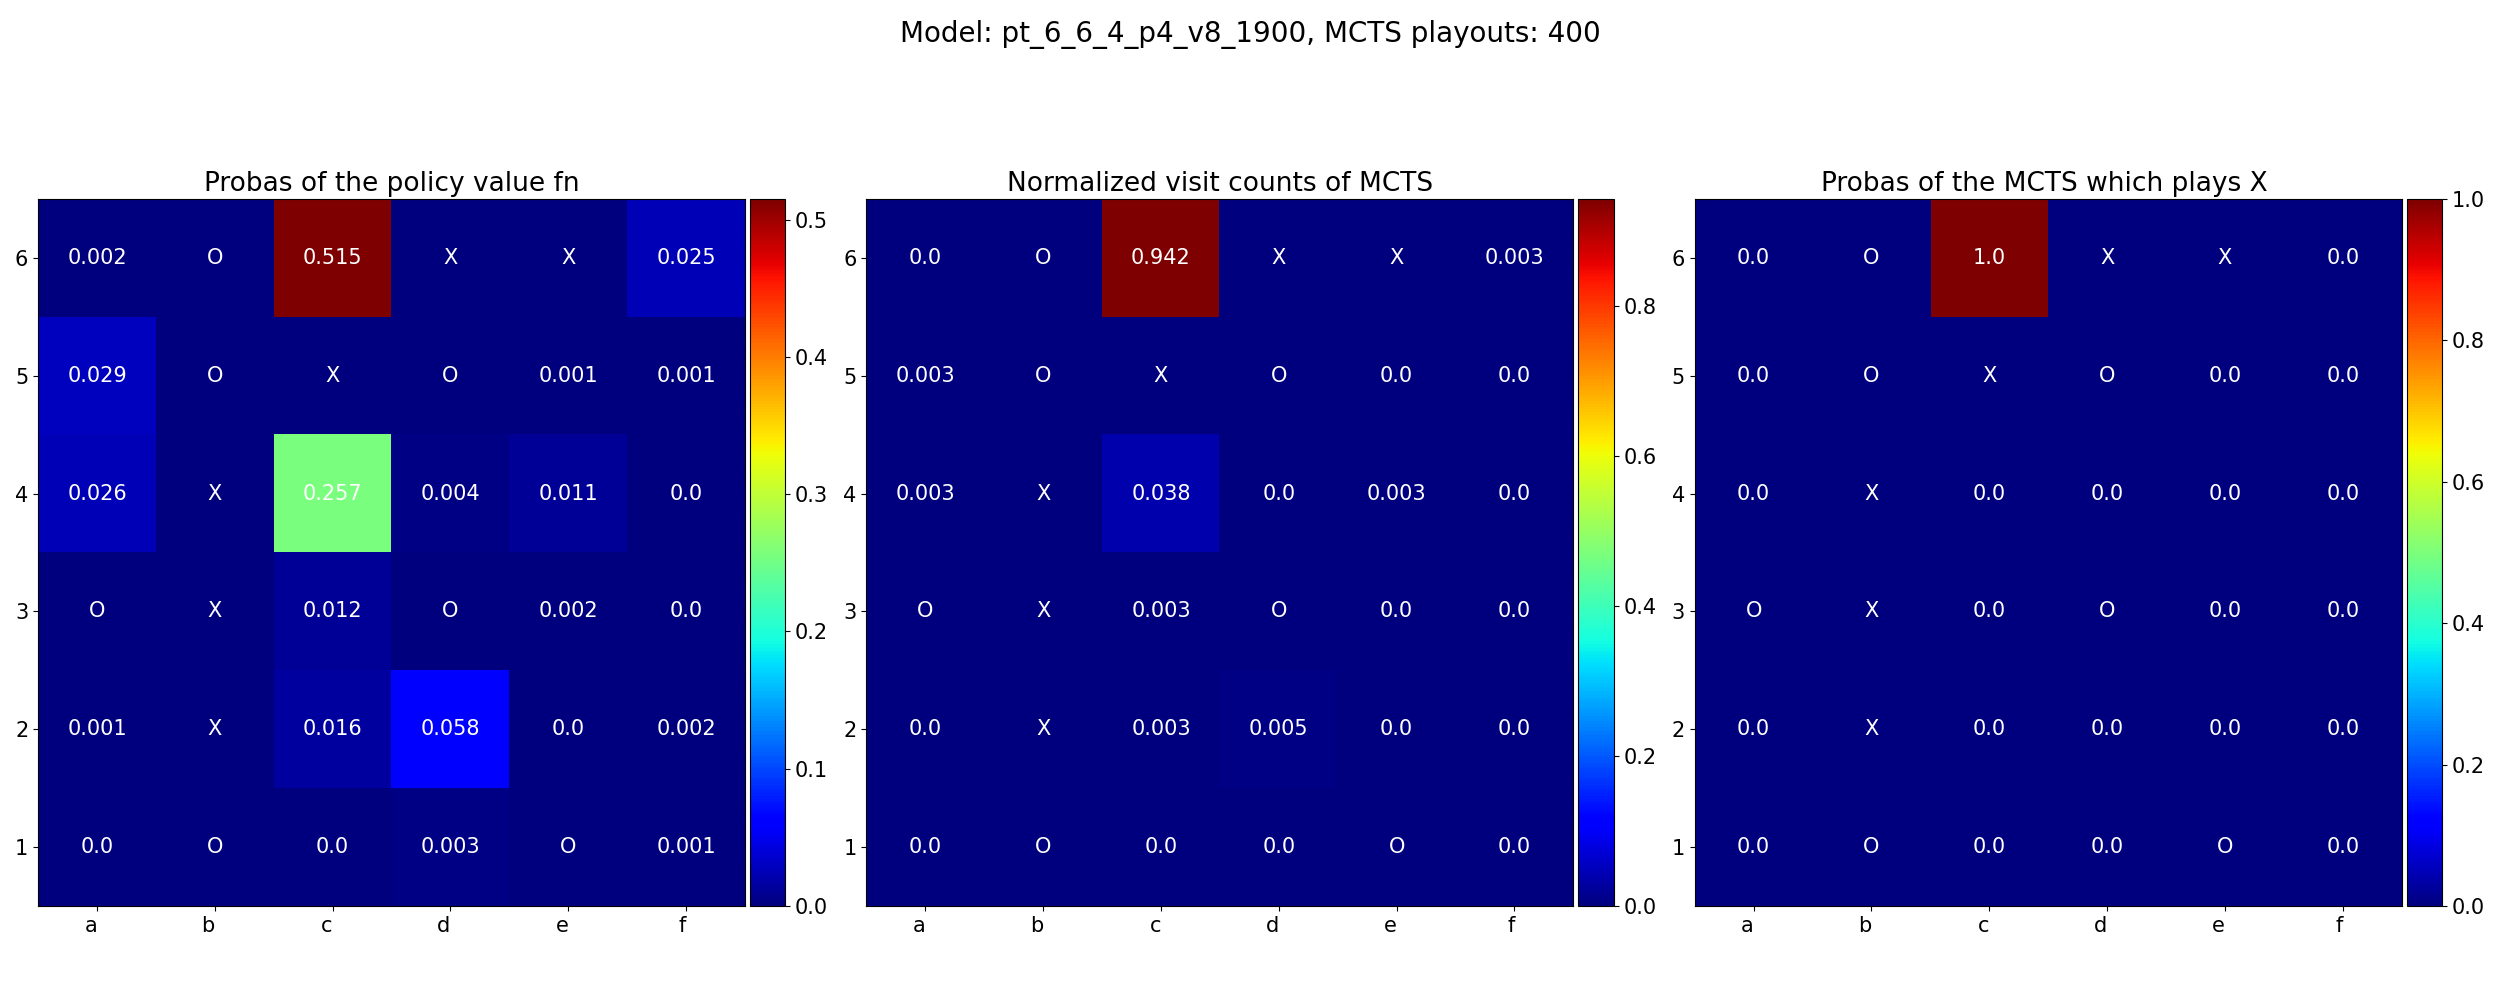 Model: pt_6_6_4_p4_v8_1900, MCTS playouts: 400
Probas of the policy value fn
6 0.002 O 0.515 X X 0.025
5 0.029 O X O 0.001 0.001
4 0.026 X 0.257 0.004 0.011 0.0
3 O X 0.012 O 0.002 0.0
2 0.001 X 0.016 0.058 0.0 0.002
1 0.0 O 0.0 0.003 O 0.001
a b c d e f
0.5
0.4
0.3
0.2
0.1
0.0
Normalized visit counts of MCTS
6 0.0 O 0.942 X X 0.003
5 0.003 O X O 0.0 0.0
4 0.003 X 0.038 0.0 0.003 0.0
3 O X 0.003 O 0.0 0.0
2 0.0 X 0.003 0.005 0.0 0.0
1 0.0 O 0.0 0.0 O 0.0
a b c d e f
0.8
0.6
0.4
0.2
0.0
Probas of the MCTS which plays X
6 0.0 O 1.0 X X 0.0
5 0.0 O X O 0.0 0.0
4 0.0 X 0.0 0.0 0.0 0.0
3 O X 0.0 O 0.0 0.0
2 0.0 X 0.0 0.0 0.0 0.0
1 0.0 O 0.0 0.0 O 0.0
a b c d e f
1.0
0.8
0.6
0.4
0.2
0.0